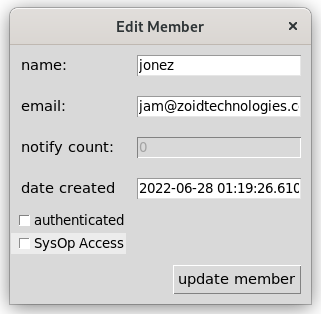 Edit Member ×
name: jonez
email: jam@zoidtechnologies.c
notify count: 0
date created 2022-06-28 01:19:26.610
authenticated
SysOp Access
update member